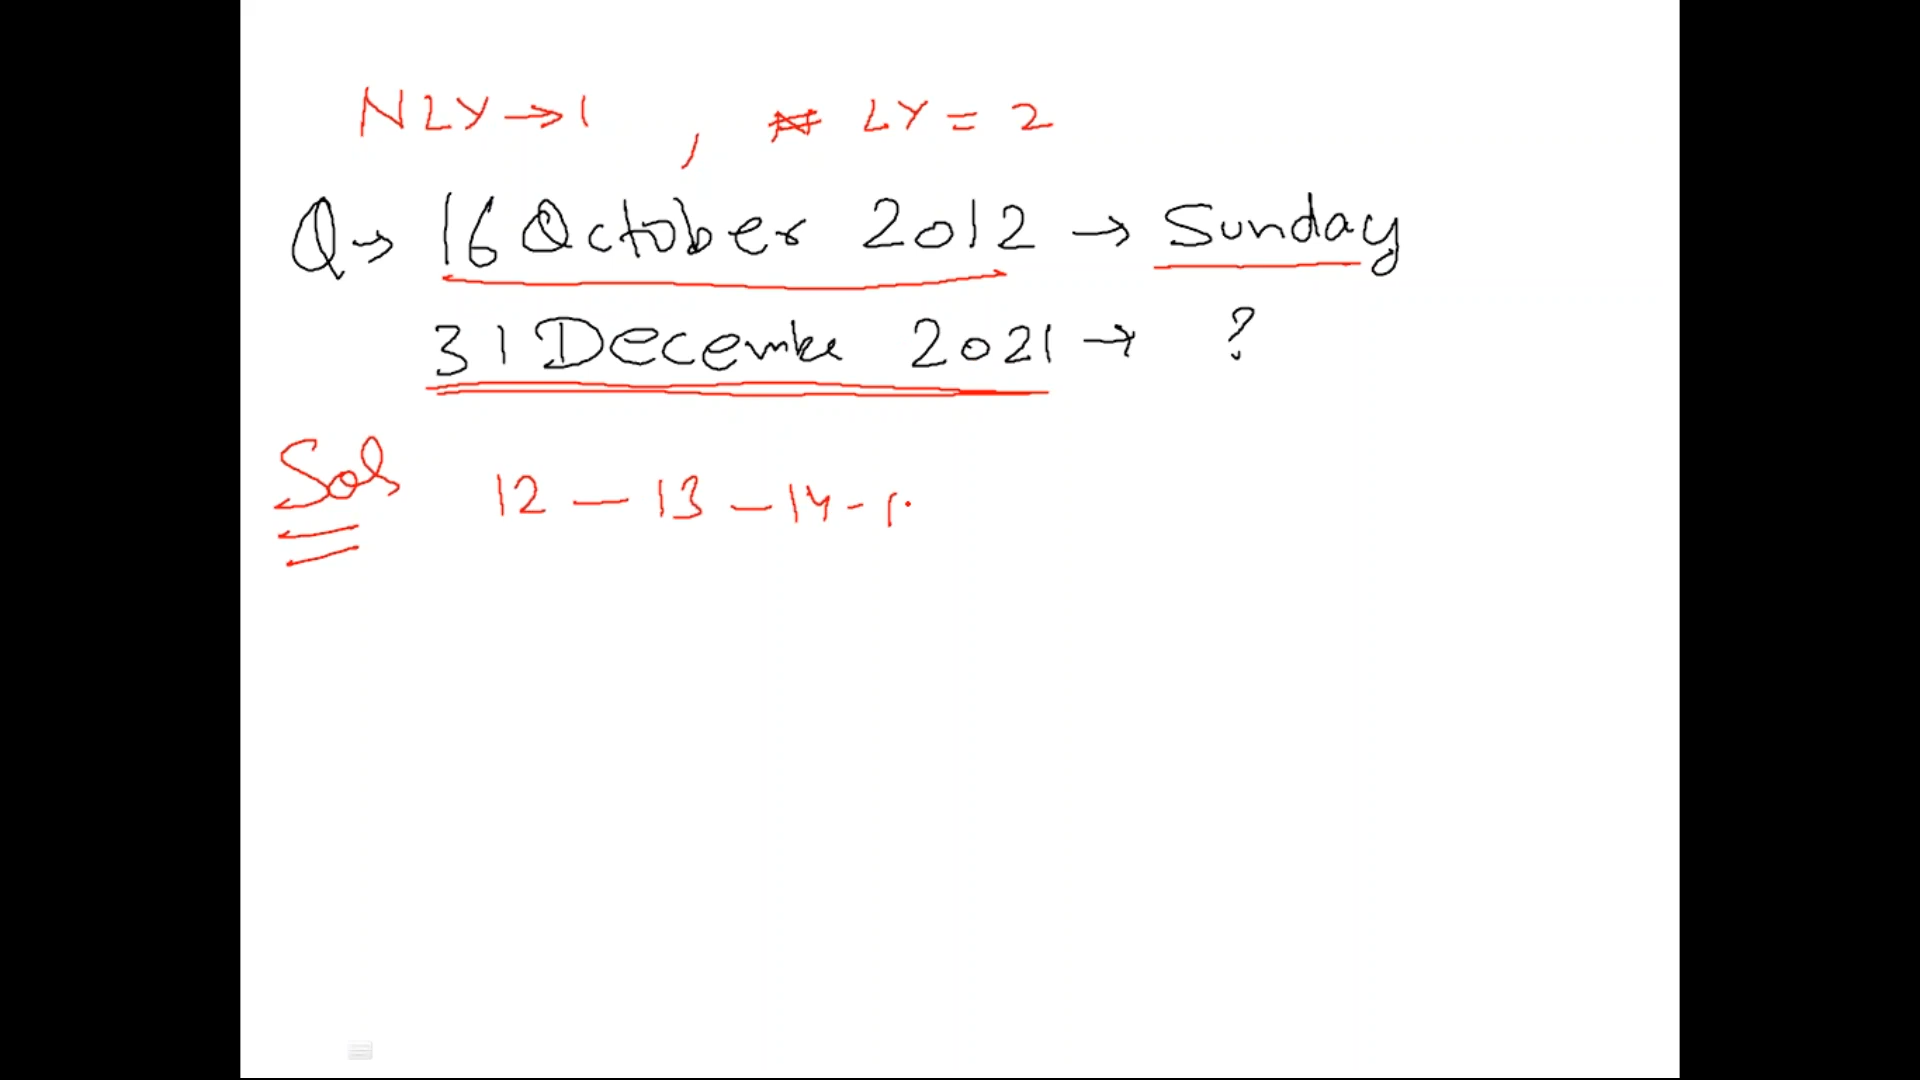 NLY→1 , LY = 2
Q→ 16 October 2012 → Sunday
31 December 2021 → ?
Sol 12 – 13 – 14 -